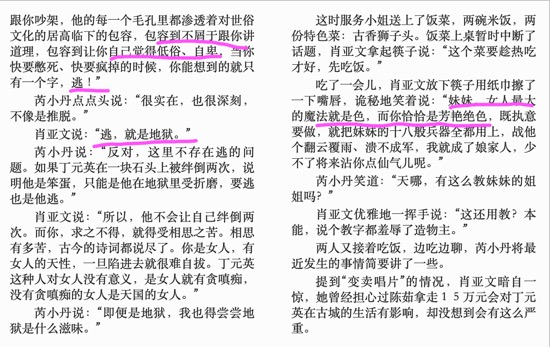 跟你吵架，他的每一个毛孔里都渗透着对世俗
文化的居高临下的包容，包容到不屑于跟你讲
道理，包容到让你自己觉得低俗、自卑。当你
快要憋死、快要疯掉的时候，你能想到的就只
有一个字，逃！”
芮小丹点点头说：“很实在，也很深刻，
不像是推脱。”
肖亚文说：“逃，就是地狱。”
芮小丹说：“反对，这里不存在逃的问
题。如果丁元英在一块石头上被绊倒两次，说
明他是笨蛋，只能是他在地狱里受折磨，要逃
也是他逃。”
肖亚文说：“所以，他不会让自己绊倒两
次。而你，求之不得，就得受相思之苦。相思
有多苦，古今的诗词都说尽了。你是女人，有
女人的天性，一旦陷进去就很难自拔。丁元英
这种人对女人没有意义，是女人就有贪嗔痴，
没有贪嗔痴的女人是天国的女人。”
芮小丹说：“即便是地狱，我也得尝尝地
狱是什么滋味。”
这时服务小姐送上了饭菜，两碗米饭，两
份特色菜：古香狮子头。饭菜上桌暂时中断了
话题，肖亚文拿起筷子说：“这个菜要趁热吃
才好，先吃饭。”
吃了一会儿，肖亚文放下筷子用纸巾擦了
一下嘴唇，诡秘地笑着说：“妹妹，女人最大
的魔法就是色，而你恰恰是芳艳绝色，既执意
要做，就把妹妹的十八般兵器全都用上，战他
个翻云覆雨、溃不成军，我就成了娘家人，少
不了将来沾你点仙气儿呢。”
芮小丹笑道：“天哪，有这么教妹妹的姐
姐吗？”
肖亚文优雅地一挥手说：“这还用教？本
能，说个教字都羞辱了造物主。”
两人又接着吃饭，边吃边聊，芮小丹将最
近发生的事情简要讲了一些。
提到“变卖唱片”的情况，肖亚文暗自一
惊，她曾经担心过陈茹拿走１５万元会对丁元
英在古城的生活有影响，却没想到会有这么严
重。